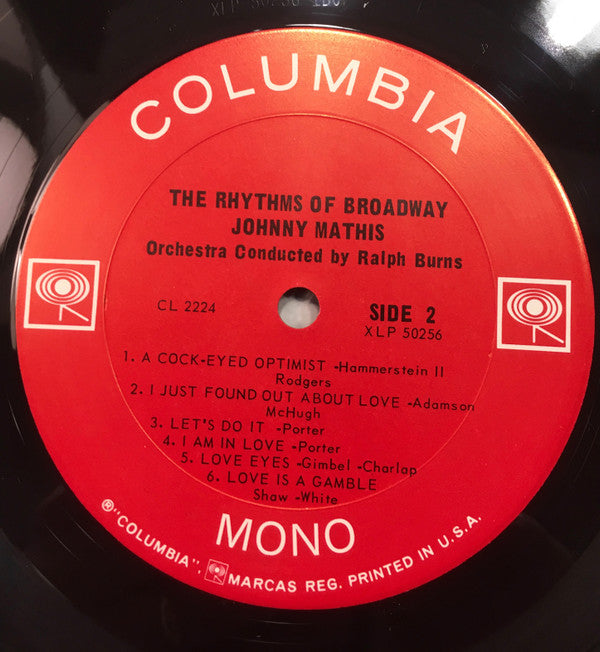 COLUMBIA
THE RHYTHMS OF BROADWAY
JOHNNY MATHIS
Orchestra Conducted by Ralph Burns
CL 2224
SIDE 2
XLP 50256
1. A COCK-EYED OPTIMIST -Hammerstein II
Rodgers
2. I JUST FOUND OUT ABOUT LOVE -Adamson
McHugh
3. LET'S DO IT -Porter
4. I AM IN LOVE -Porter
5. LOVE EYES -Gimbel -Charlap
6. LOVE IS A GAMBLE
Shaw -White
MONO
®"COLUMBIA", MARCAS REG. PRINTED IN U.S.A.